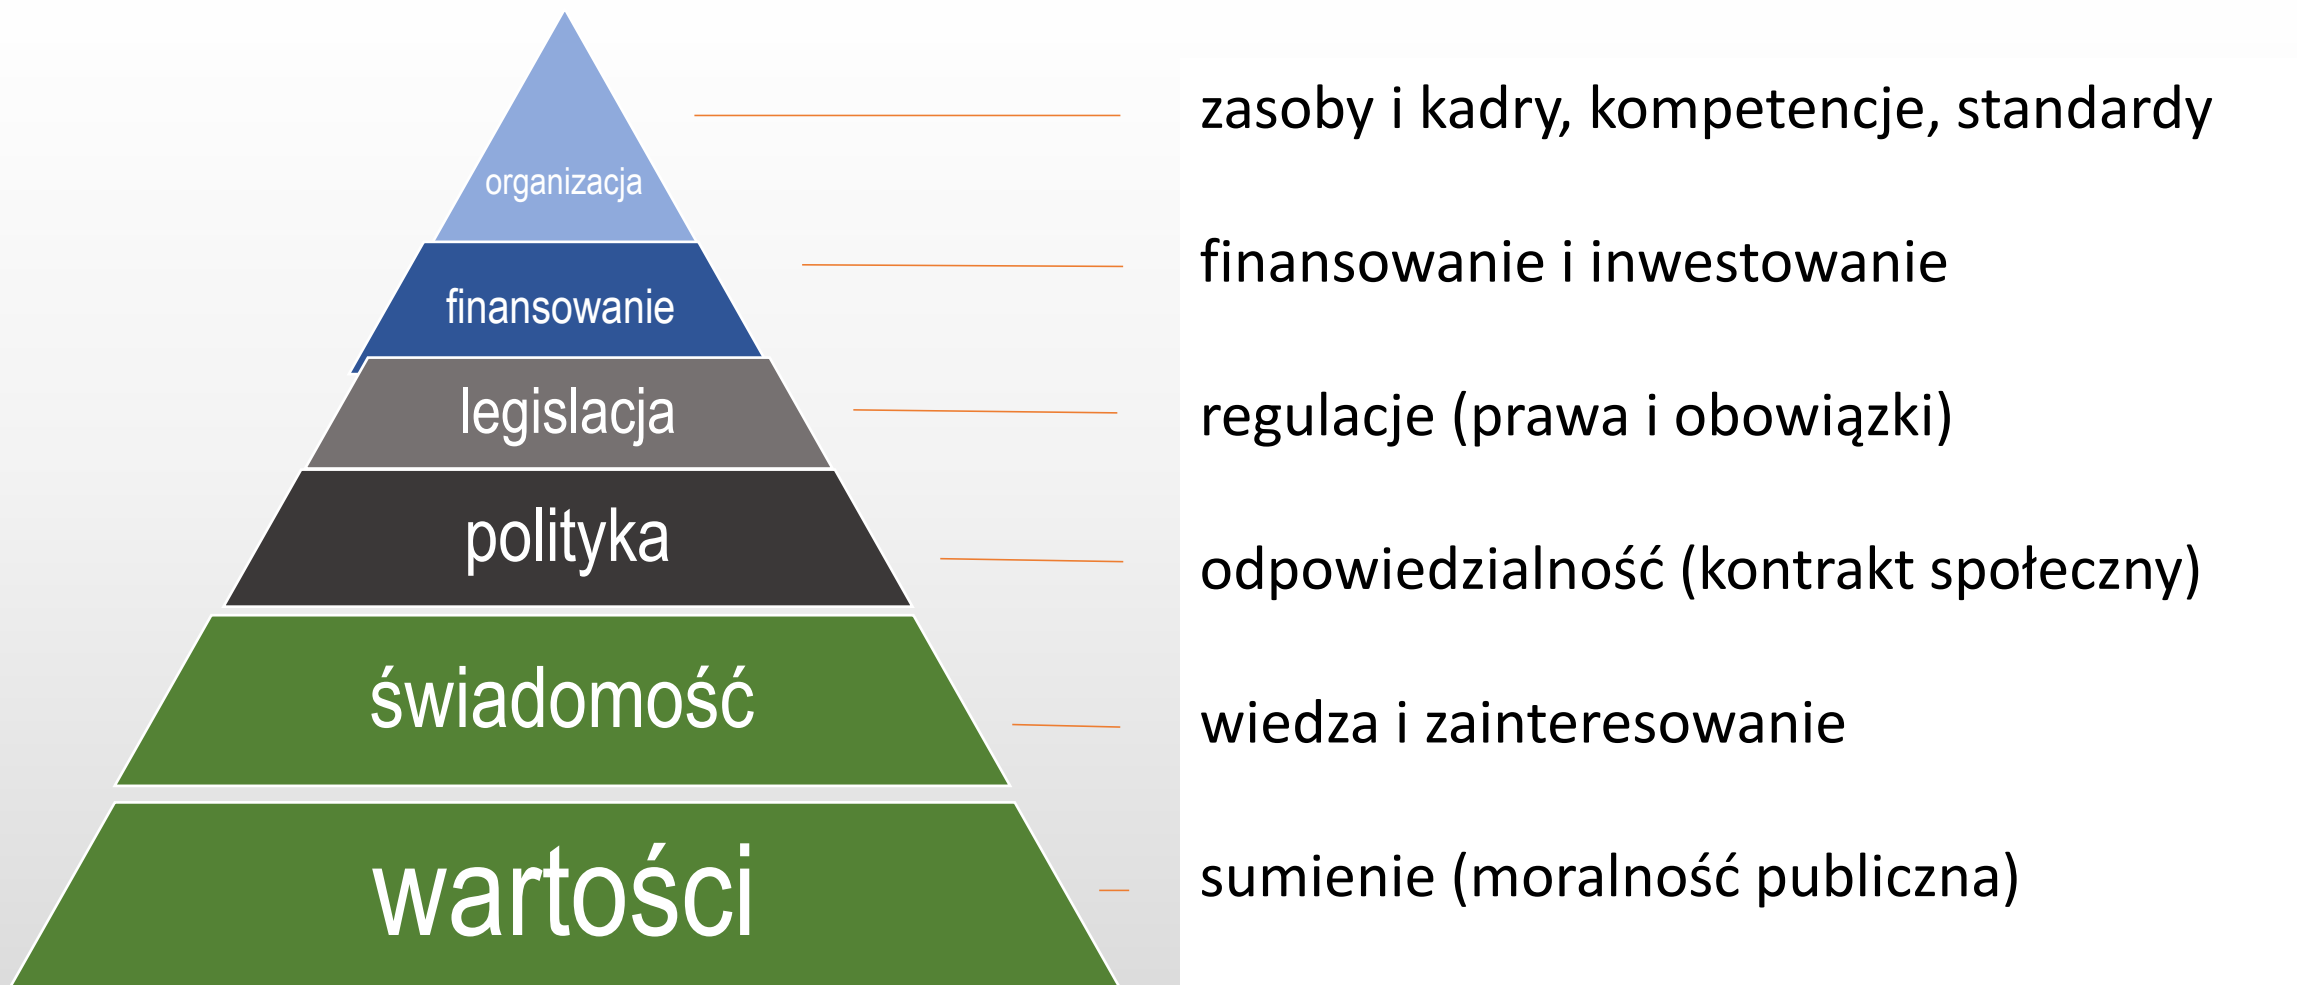 organizacja
zasoby i kadry, kompetencje, standardy
finansowanie
finansowanie i inwestowanie
legislacja
regulacje (prawa i obowiązki)
polityka
odpowiedzialność (kontrakt społeczny)
świadomość
wiedza i zainteresowanie
wartości
sumienie (moralność publiczna)